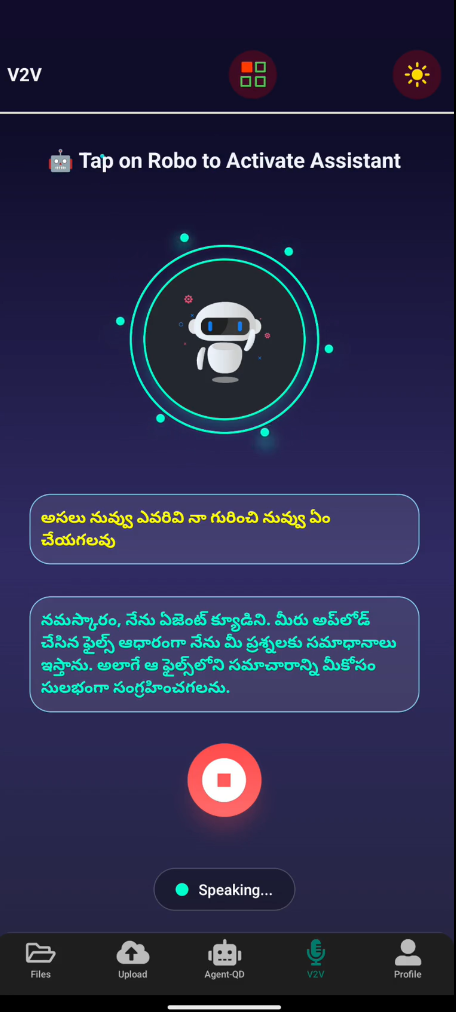 V2V
🤖 Tap on Robo to Activate Assistant
అసలు నువ్వు ఎవరివి నా గురించి నువ్వు ఏం
చేయగలవు
నమస్కారం, నేను ఏజెంట్ క్యూడిని. మీరు అప్‌లోడ్
చేసిన ఫైల్స్ ఆధారంగా నేను మీ ప్రశ్నలకు సమాధానాలు
ఇస్తాను. అలాగే ఆ ఫైల్స్‌లోని సమాచారాన్ని మీకోసం
సులభంగా సంగ్రహించగలను.
Speaking...
Files
Upload
Agent-QD
V2V
Profile